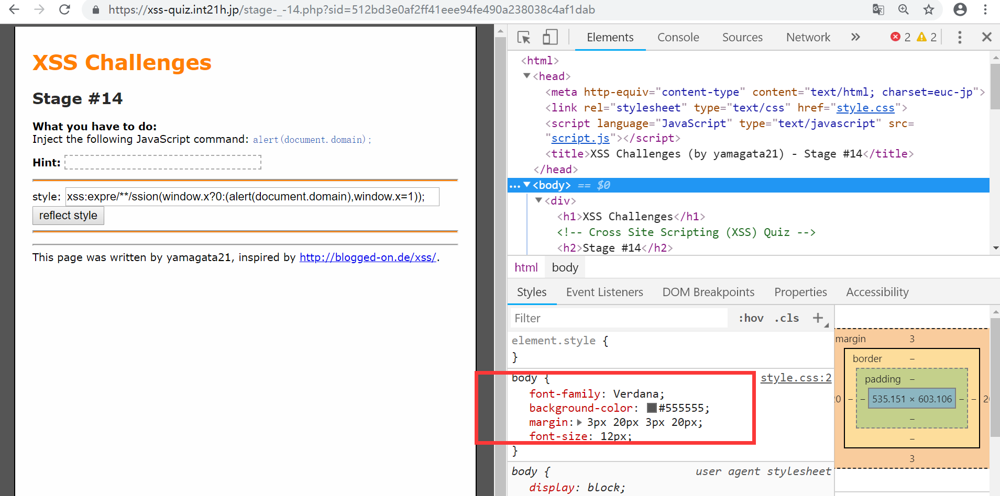 https://xss-quiz.int21h.jp/stage-_-14.php?sid=512bd3e0af2ff41eee94fe490a238038c4af1dab
XSS Challenges
Stage #14
What you have to do:
Inject the following JavaScript command: alert(document.domain);
Hint:
style: xss:expre/**/ssion(window.x?0:(alert(document.domain),window.x=1));
reflect style
This page was written by yamagata21, inspired by http://blogged-on.de/xss/.
Elements Console Sources Network » 2 2
<html>
<head>
<meta http-equiv="content-type" content="text/html; charset=euc-jp">
<link rel="stylesheet" type="text/css" href="style.css">
<script language="JavaScript" type="text/javascript" src=
"script.js"></script>
<title>XSS Challenges (by yamagata21) - Stage #14</title>
</head>
... <body> == $0
<div>
<h1>XSS Challenges</h1>
<!-- Cross Site Scripting (XSS) Quiz -->
<h2>Stage #14</h2>
html body
Styles Event Listeners DOM Breakpoints Properties Accessibility
Filter :hov .cls +
element.style {
}
body { style.css:2
font-family: Verdana;
background-color: #555555;
margin: 3px 20px 3px 20px;
font-size: 12px;
}
body { user agent stylesheet
display: block;
margin 3
border –
padding –
– – 535.151 × 603.106 – –
–
–
3